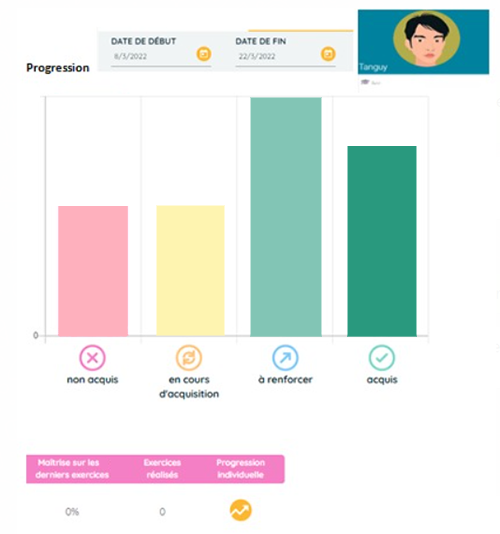 DATE DE DÉBUT
DATE DE FIN
8/3/2022
22/3/2022
Tanguy
Progression
0
non acquis
en cours
d'acquisition
à renforcer
acquis
Maîtrise sur les
derniers exercices
Exercices
réalisés
Progression
individuelle
0%
0